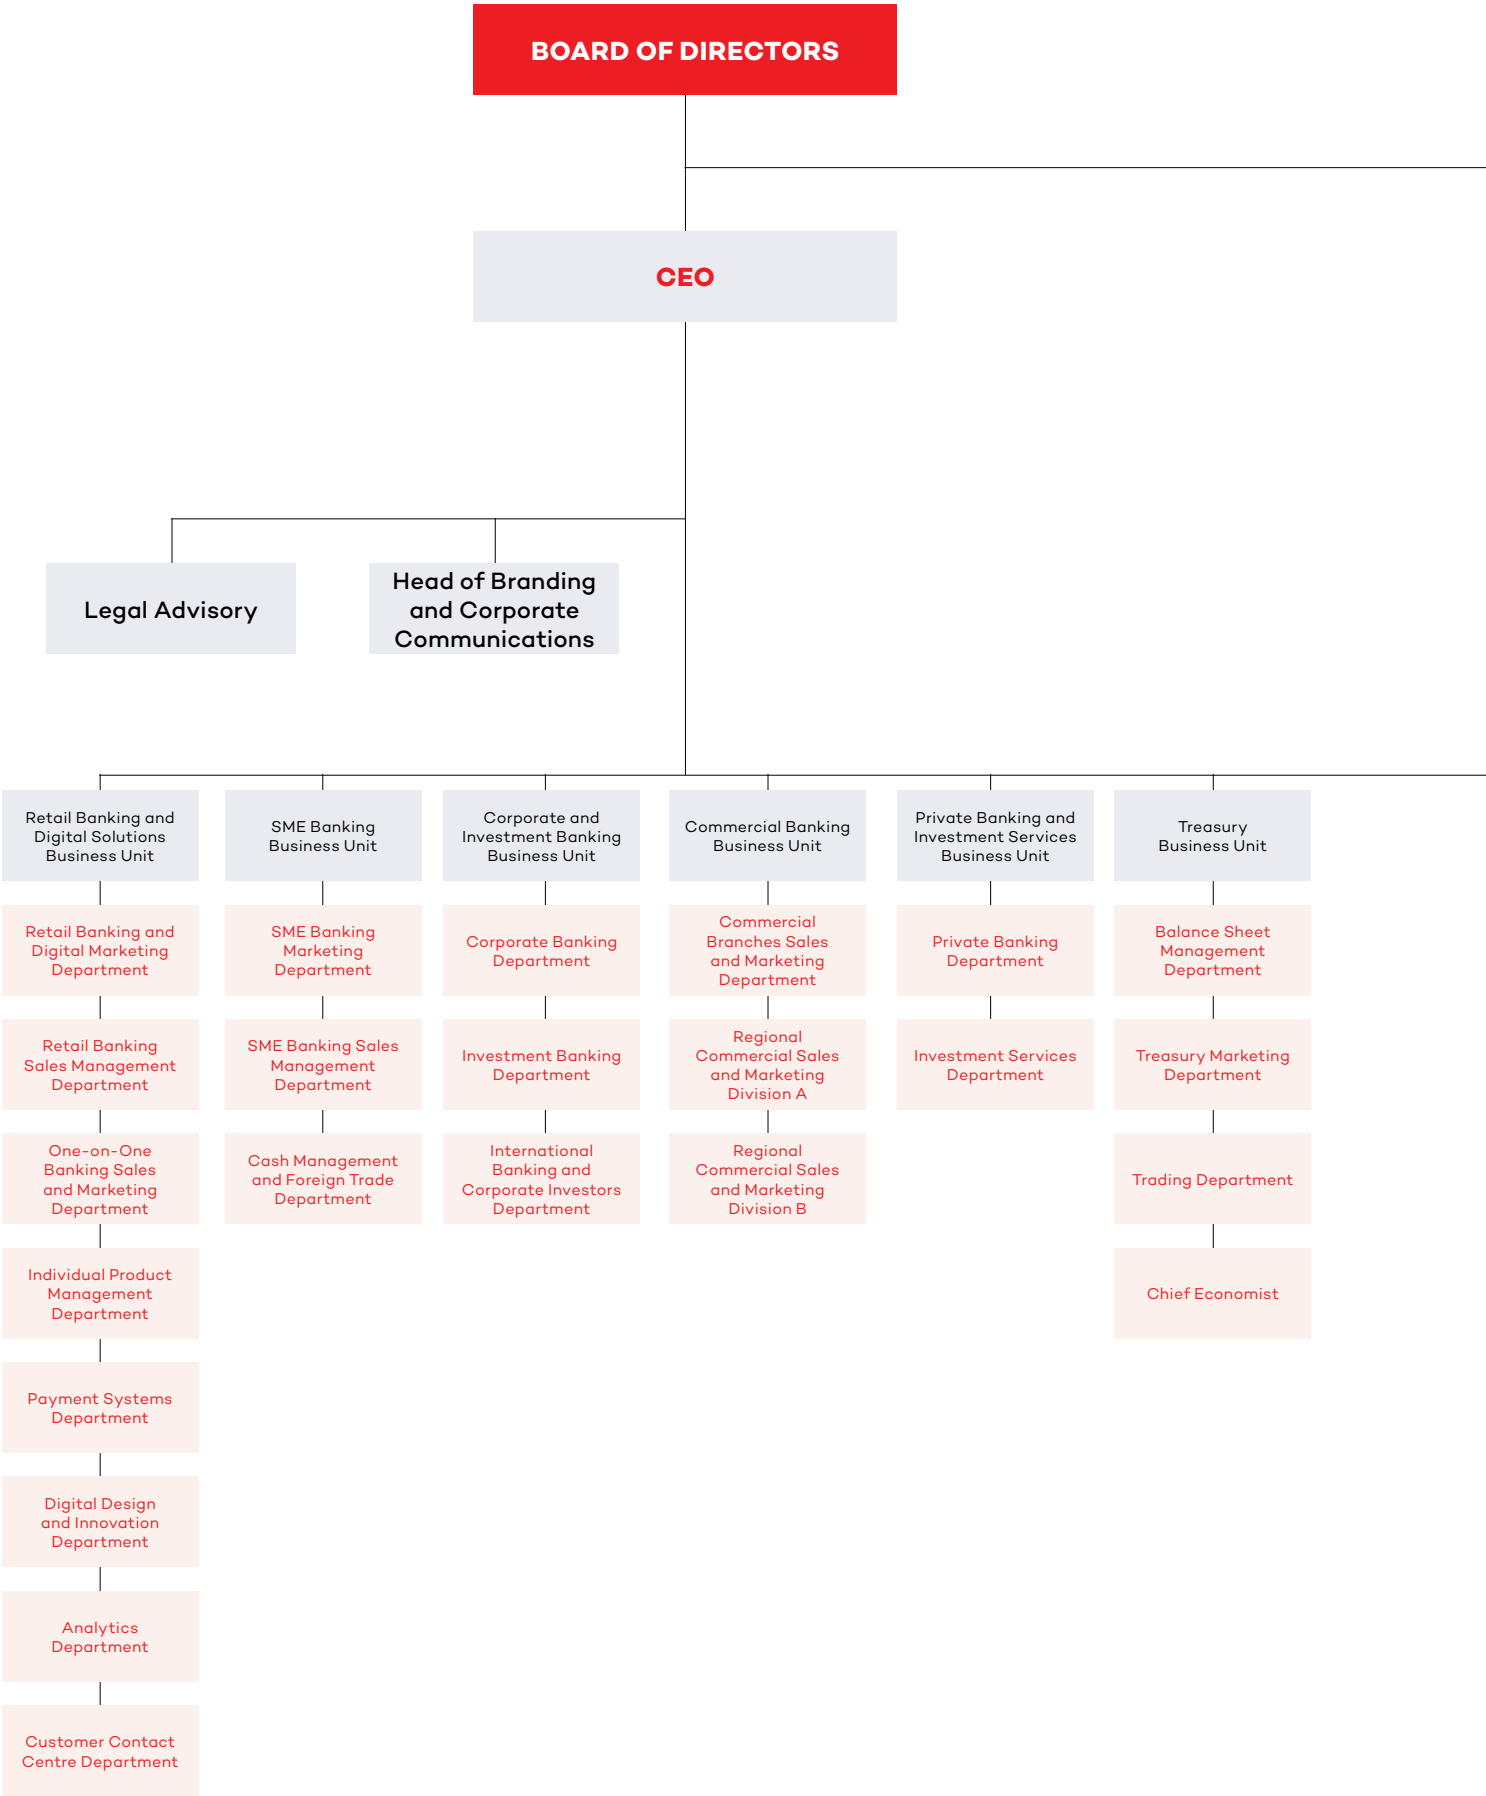 BOARD OF DIRECTORS
CEO
Legal Advisory
Head of Branding
and Corporate
Communications
Retail Banking and
Digital Solutions
Business Unit
Retail Banking and
Digital Marketing
Department
Retail Banking
Sales Management
Department
One-on-One
Banking Sales
and Marketing
Department
Individual Product
Management
Department
Payment Systems
Department
Digital Design
and Innovation
Department
Analytics
Department
Customer Contact
Centre Department
SME Banking
Business Unit
SME Banking
Marketing
Department
SME Banking Sales
Management
Department
Cash Management
and Foreign Trade
Department
Corporate and
Investment Banking
Business Unit
Corporate Banking
Department
Investment Banking
Department
International
Banking and
Corporate Investors
Department
Commercial Banking
Business Unit
Commercial
Branches Sales
and Marketing
Department
Regional
Commercial Sales
and Marketing
Division A
Regional
Commercial Sales
and Marketing
Division B
Private Banking and
Investment Services
Business Unit
Private Banking
Department
Investment Services
Department
Treasury
Business Unit
Balance Sheet
Management
Department
Treasury Marketing
Department
Trading Department
Chief Economist